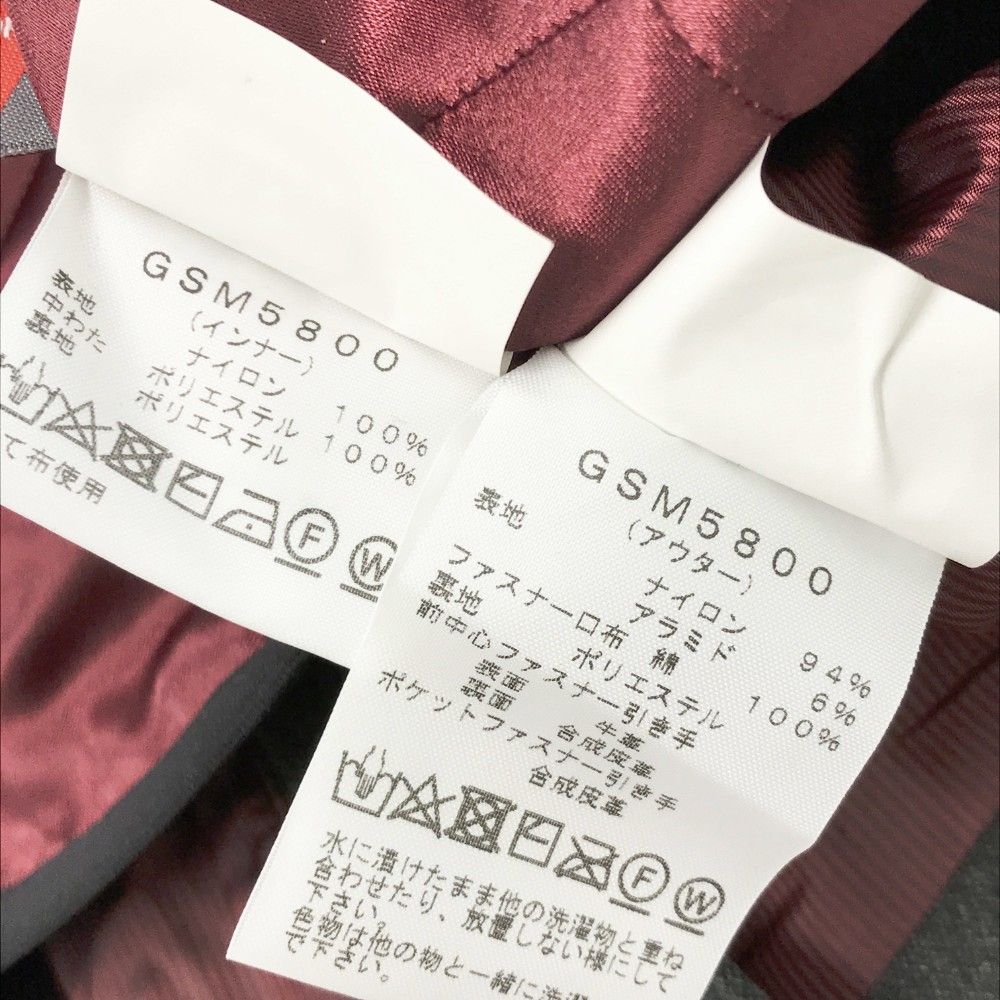 GSM5800
(インナー)
表地 ナイロン 100%
中わた ポリエステル 100%
裏地 ポリエステル
て布使用
F
W
GSM5800
(アウター)
表地 ナイロン 94%
アラミド 6%
ファスナー口布 綿 100%
裏地 ポリエステル
前中心ファスナー引き手
表面 牛革
裏面 合成皮革
ポケットファスナー引き手
合成皮革
F
W
水に漬けたまま他の洗濯物と重ね
合わせたり、放置しない様にして
下さい。
色物は他の物と一緒に洗濯
で下さい